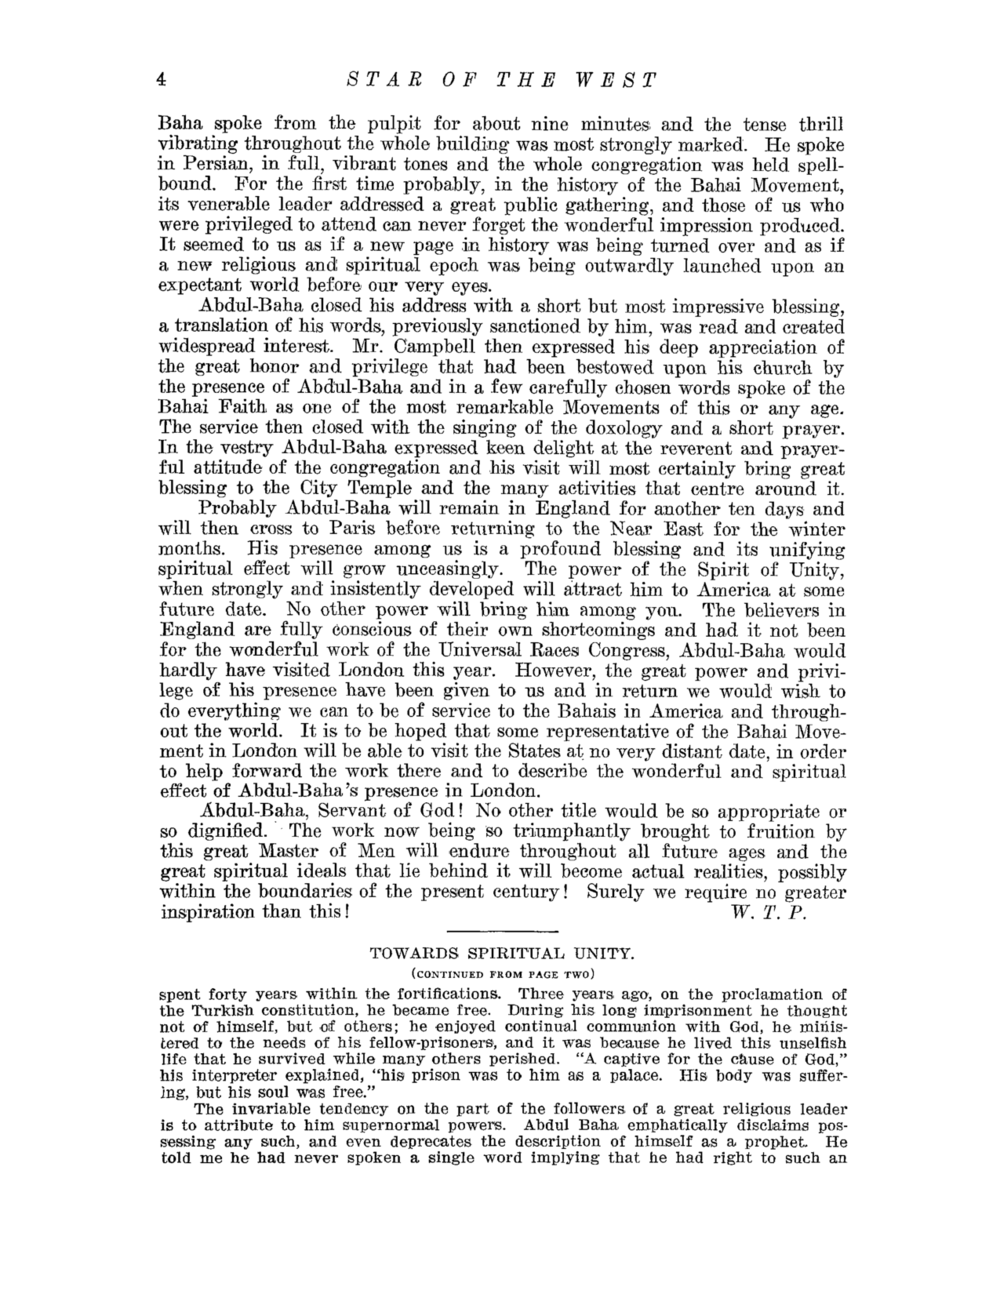 4 STAR OF THE WEST
Baha spoke from the pulpit for about nine minutes and the tense thrill
vibrating throughout the whole building was most strongly marked. He spoke
in Persian, in full, vibrant tones and the whole congregation was held spell-
bound. For the first time probably, in the history of the Bahai Movement,
its venerable leader addressed a great public gathering, and those of us who
were privileged to attend can never forget the wonderful impression produced.
It seemed to us as if a new page in history was being turned over and as if
a new religious and spiritual epoch was being outwardly launched upon an
expectant world before our very eyes.
Abdul-Baha closed his address with a short but most impressive blessing,
a translation of his words, previously sanctioned by him, was read and created
widespread interest. Mr. Campbell then expressed his deep appreciation of
the great honor and privilege that had been bestowed upon his church by
the presence of Abdul-Baha and in a few carefully chosen words spoke of the
Bahai Faith as one of the most remarkable Movements of this or any age.
The service then closed with the singing of the doxology and a short prayer.
In the vestry Abdul-Baha expressed keen delight at the reverent and prayer-
ful attitude of the congregation and his visit will most certainly bring great
blessing to the City Temple and the many activities that centre around it.
Probably Abdul-Baha will remain in England for another ten days and
will then cross to Paris before returning to the Near East for the winter
months. His presence among us is a profound blessing and its unifying
spiritual effect will grow unceasingly. The power of the Spirit of Unity,
when strongly and insistently developed will attract him to America at some
future date. No other power will bring him among you. The believers in
England are fully conscious of their own shortcomings and had it not been
for the wonderful work of the Universal Races Congress, Abdul-Baha would
hardly have visited London this year. However, the great power and privi-
lege of his presence have been given to us and in return we would wish to
do everything we can to be of service to the Bahais in America and through-
out the world. It is to be hoped that some representative of the Bahai Move-
ment in London will be able to visit the States at no very distant date, in order
to help forward the work there and to describe the wonderful and spiritual
effect of Abdul-Baha's presence in London.
Abdul-Baha, Servant of God! No other title would be so appropriate or
so dignified. The work now being so triumphantly brought to fruition by
this great Master of Men will endure throughout all future ages and the
great spiritual ideals that lie behind it will become actual realities, possibly
within the boundaries of the present century! Surely we require no greater
inspiration than this! W. T. P.
TOWARDS SPIRITUAL UNITY.
(CONTINUED FROM PAGE TWO)
spent forty years within the fortifications. Three years ago, on the proclamation of
the Turkish constitution, he became free. During his long imprisonment he thought
not of himself, but of others; he enjoyed continual communion with God, he minis-
tered to the needs of his fellow-prisoners, and it was because he lived this unselfish
life that he survived while many others perished. "A captive for the cause of God,"
his interpreter explained, "his prison was to him as a palace. His body was suffer-
ing, but his soul was free."
The invariable tendency on the part of the followers of a great religious leader
is to attribute to him supernormal powers. Abdul Baha emphatically disclaims pos-
sessing any such, and even deprecates the description of himself as a prophet. He
told me he had never spoken a single word implying that he had right to such an